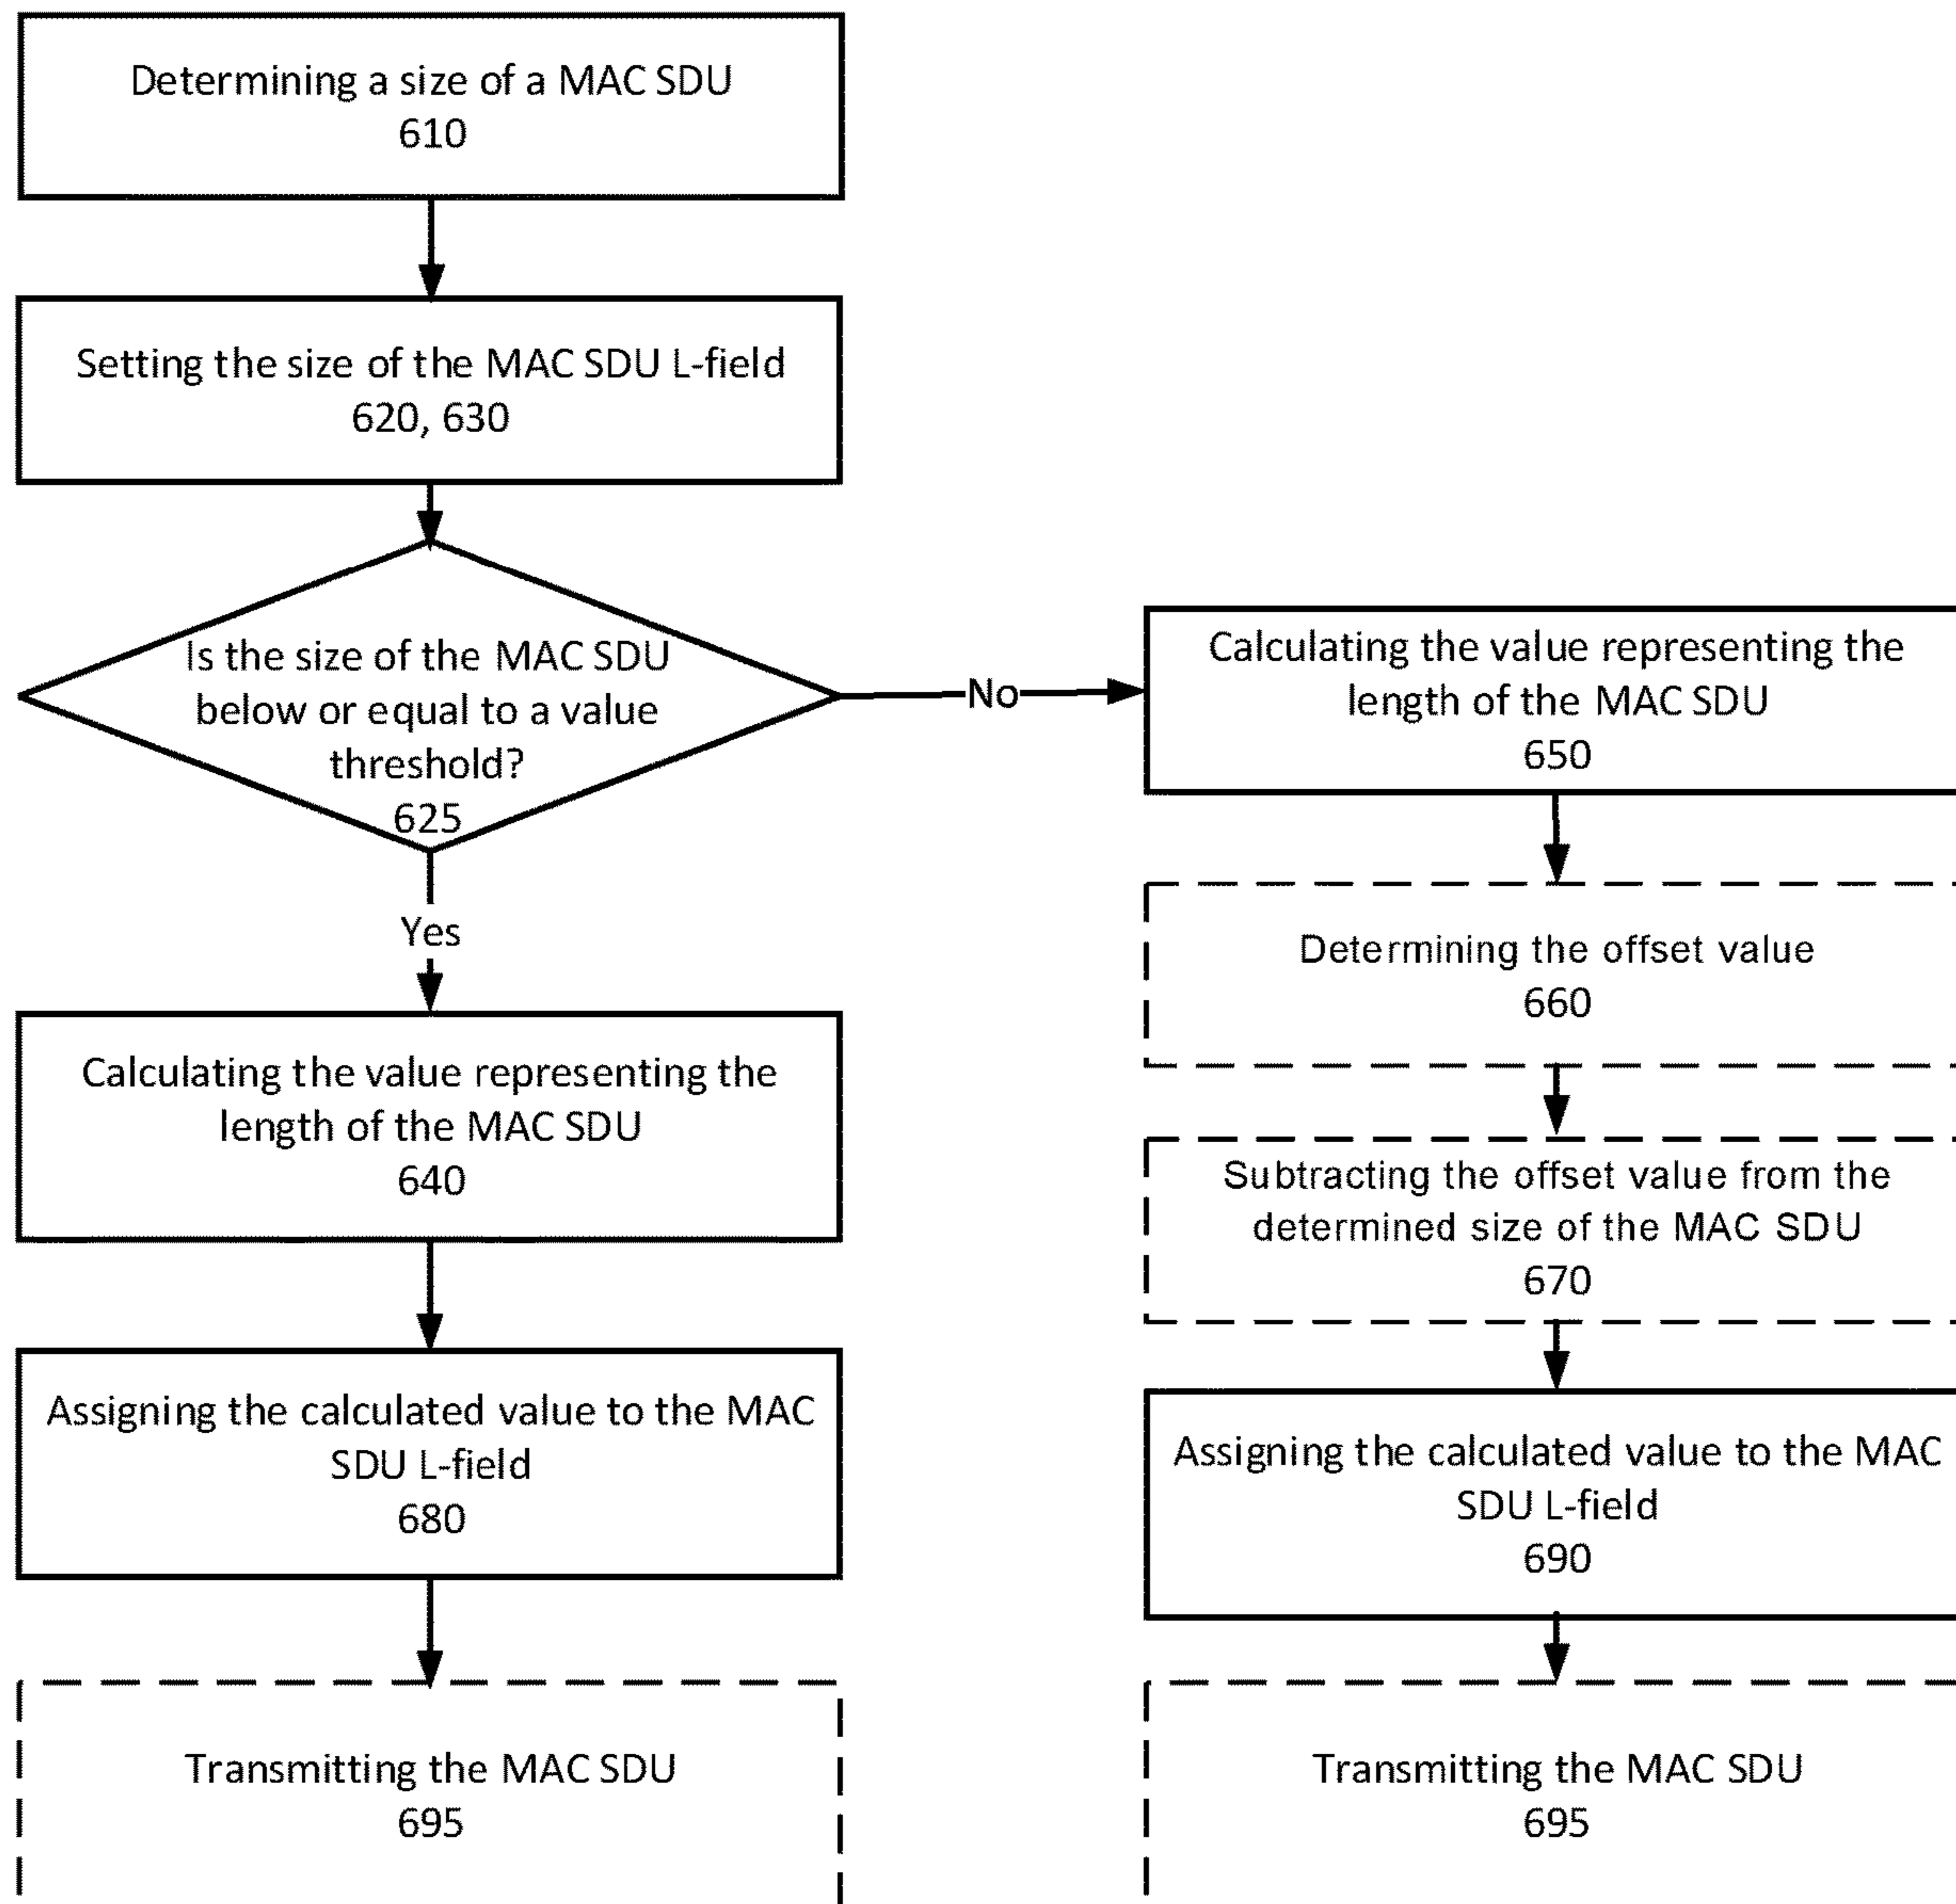 Determining a size of a MAC SDU
610
Setting the size of the MAC SDU L-field
620, 630
Is the size of the MAC SDU
below or equal to a value
threshold?
625
No
Yes
Calculating the value representing the
length of the MAC SDU
640
Assigning the calculated value to the MAC
SDU L-field
680
Transmitting the MAC SDU
695
Calculating the value representing the
length of the MAC SDU
650
Determining the offset value
660
Subtracting the offset value from the
determined size of the MAC SDU
670
Assigning the calculated value to the MAC
SDU L-field
690
Transmitting the MAC SDU
695